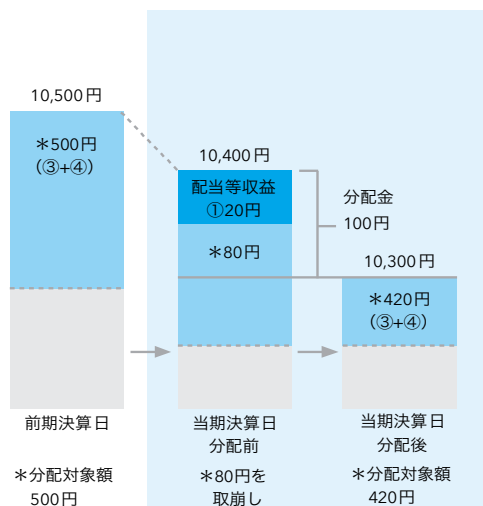 10,500円
＊500円
（③+④）
前期決算日
＊分配対象額
500円
10,400円
配当等収益
①20円
＊80円
分配金
100円
当期決算日
分配前
＊80円を
取崩し
10,300円
＊420円
（③+④）
当期決算日
分配後
＊分配対象額
420円